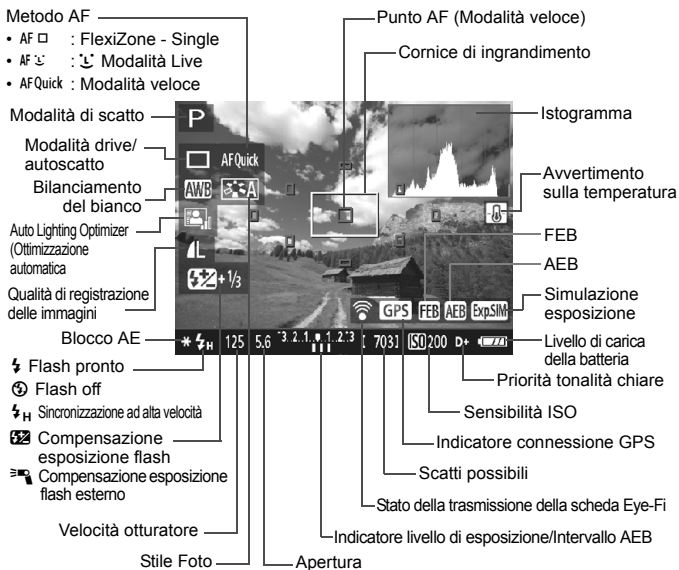 Metodo AF
• AF □ : FlexiZone - Single
• AF : Modalità Live
• AFQuick : Modalità veloce
Modalità di scatto
Modalità drive/
autoscatto
Bilanciamento
del bianco
Auto Lighting Optimizer
(Ottimizzazione
automatica
Qualità di registrazione
delle immagini
Blocco AE
Flash pronto
Flash off
H Sincronizzazione ad alta velocità
Compensazione
esposizione flash
Compensazione esposizione
flash esterno
Velocità otturatore
Stile Foto
Apertura
Punto AF (Modalità veloce)
Cornice di ingrandimento
Istogramma
Avvertimento
sulla temperatura
FEB
AEB
Simulazione
esposizione
Livello di carica
della batteria
Priorità tonalità chiare
Sensibilità ISO
Indicatore connessione GPS
Scatti possibili
Stato della trasmissione della scheda Eye-Fi
Indicatore livello di esposizione/Intervallo AEB
P
AFQuick
AWB A
L
+1/3
GPS FEB AEB Exp.SIM
* H 125 5.6 -3..2..1..▼..1..2..+3 [ 703] ISO 200 D+